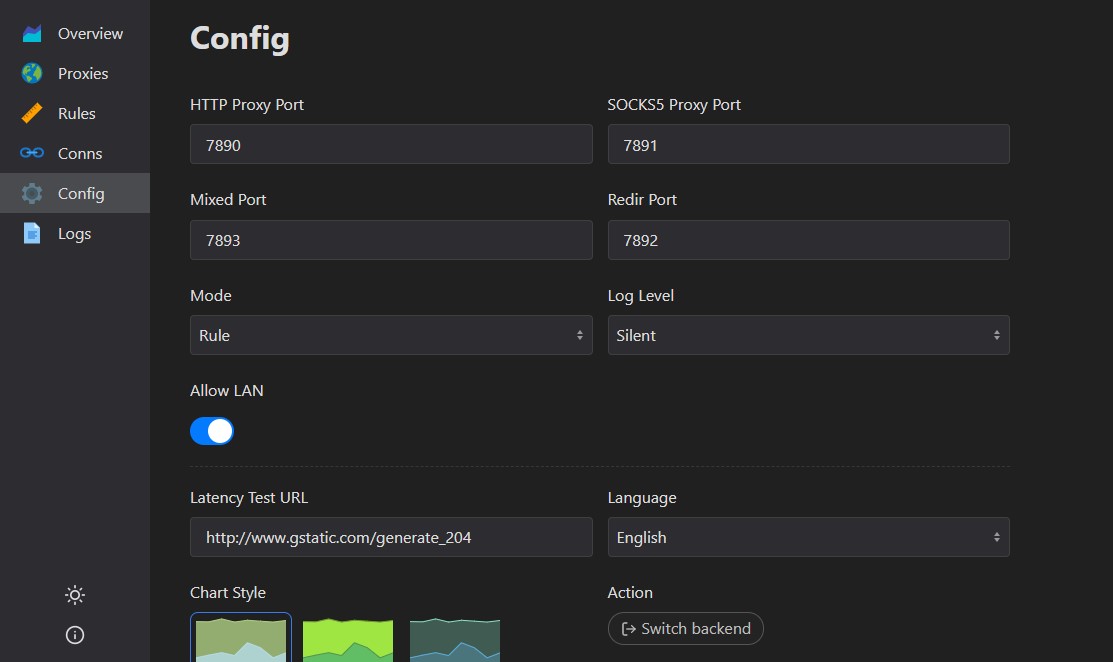 Overview
Proxies
Rules
Conns
Config
Logs
Config
HTTP Proxy Port
SOCKS5 Proxy Port
7890
7891
Mixed Port
Redir Port
7893
7892
Mode
Log Level
Rule
Silent
Allow LAN
Latency Test URL
Language
http://www.gstatic.com/generate_204
English
Chart Style
Action
Switch backend